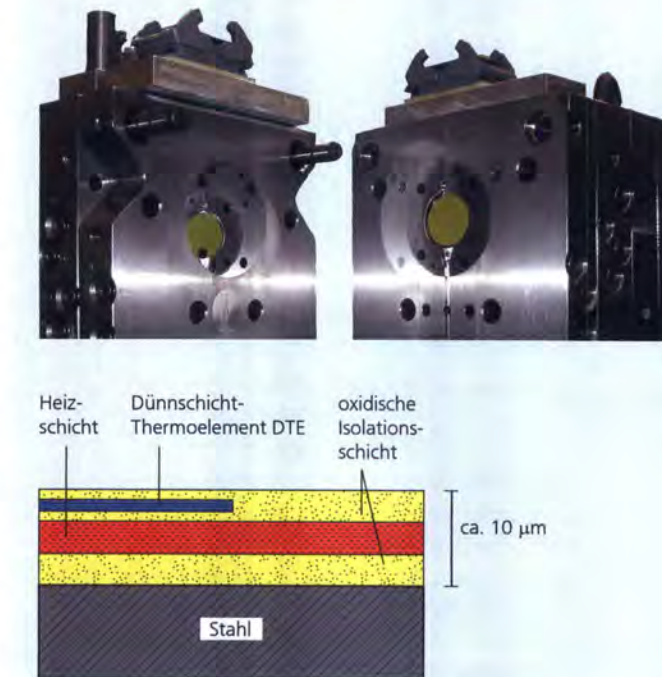 Heiz-
schicht
Dünnschicht-
Thermoelement DTE
oxidische
Isolations-
schicht
ca. 10 µm
Stahl